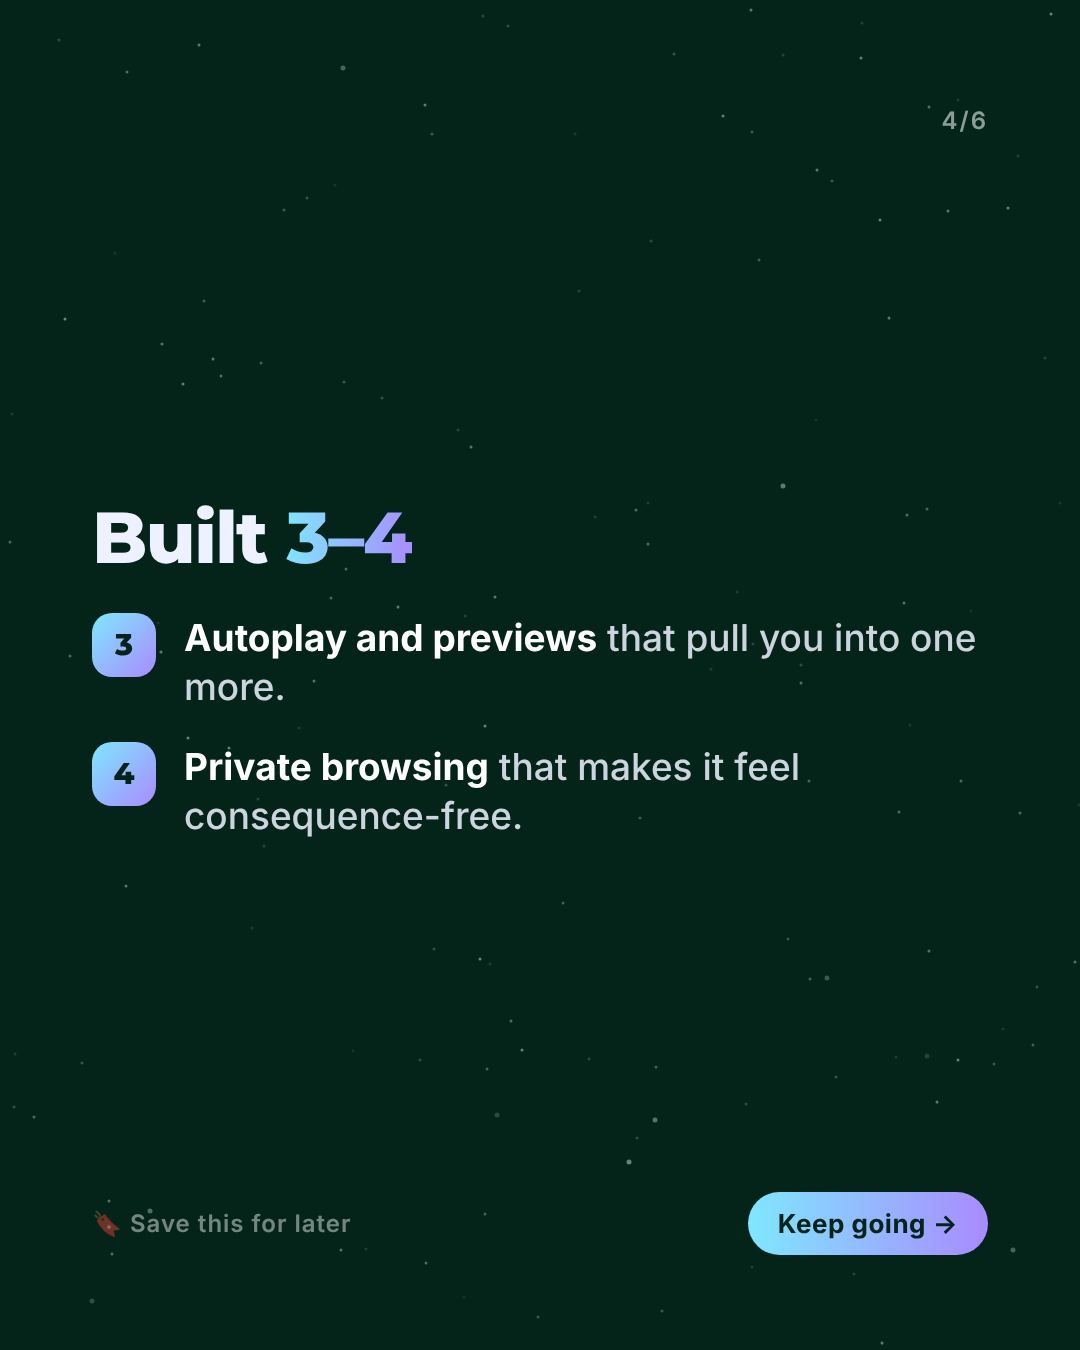 4/6
Built 3–4
3
Autoplay and previews that pull you into one
more.
4
Private browsing that makes it feel
consequence-free.
Save this for later
Keep going →